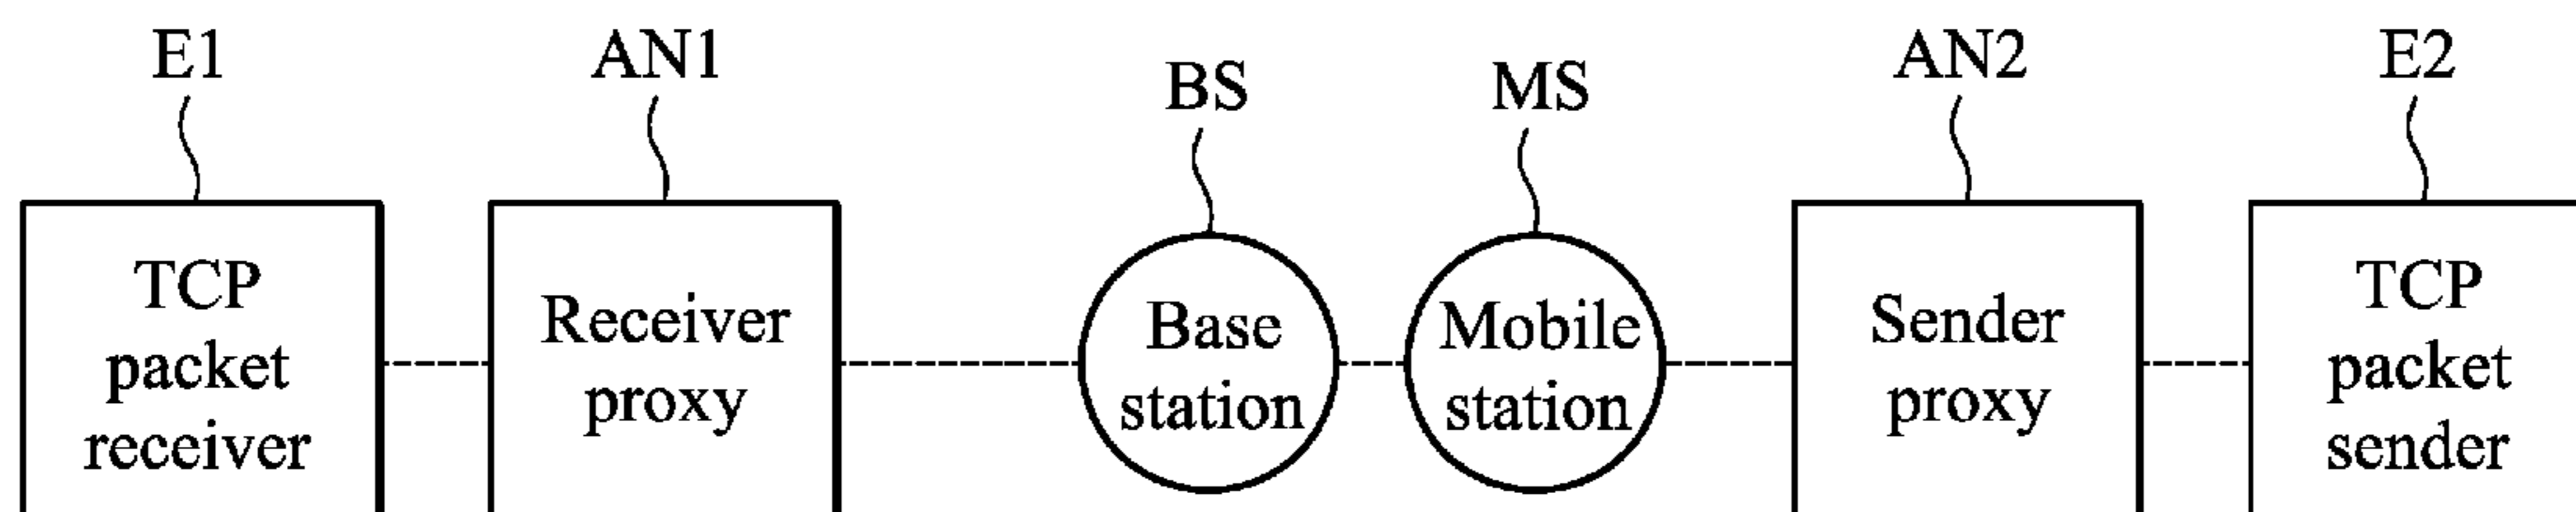 E1
AN1
BS
MS
AN2
E2
TCP
packet
receiver
Receiver
proxy
Base
station
Mobile
station
Sender
proxy
TCP
packet
sender